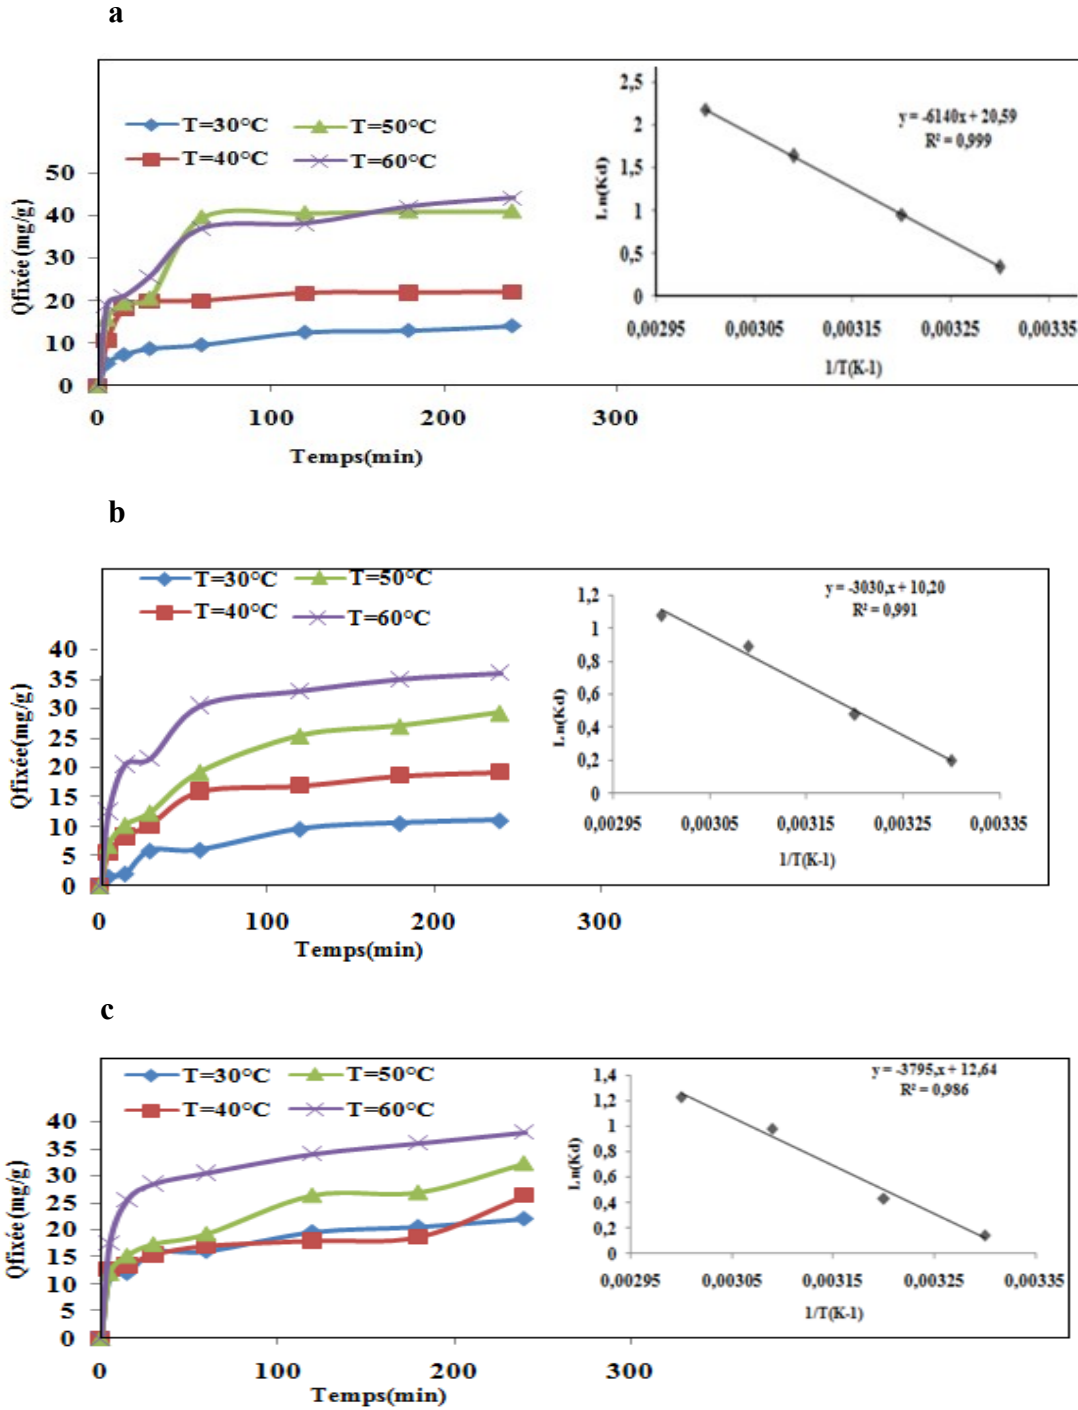 a
T=30°C T=50°C
T=40°C T=60°C
Qfixée(mg/g)
50
40
30
20
10
0
0 100 200 300
Temps(min)
y = -6140x + 20,59
R² = 0,999
Ln(Kd)
2,5
2
1,5
1
0,5
0
0,00295 0,00305 0,00315 0,00325 0,00335
1/T(K-1)
b
T=30°C T=50°C
T=40°C T=60°C
Qfixée(mg/g)
40
35
30
25
20
15
10
5
0
0 100 200 300
Temps(min)
y = -3030,x + 10,20
R² = 0,991
Ln(Kd)
1,2
1
0,8
0,6
0,4
0,2
0
0,00295 0,00305 0,00315 0,00325 0,00335
1/T(K-1)
c
T=30°C T=50°C
T=40°C T=60°C
Qfixée(mg/g)
40
35
30
25
20
15
10
5
0
0 100 200 300
Temps(min)
y = -3795,x + 12,64
R² = 0,986
Ln(Kd)
1,4
1,2
1
0,8
0,6
0,4
0,2
0
0,00295 0,00305 0,00315 0,00325 0,00335
1/T(K-1)